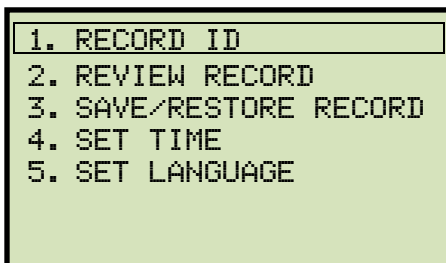 1. RECORD ID
2. REVIEW RECORD
3. SAVE/RESTORE RECORD
4. SET TIME
5. SET LANGUAGE